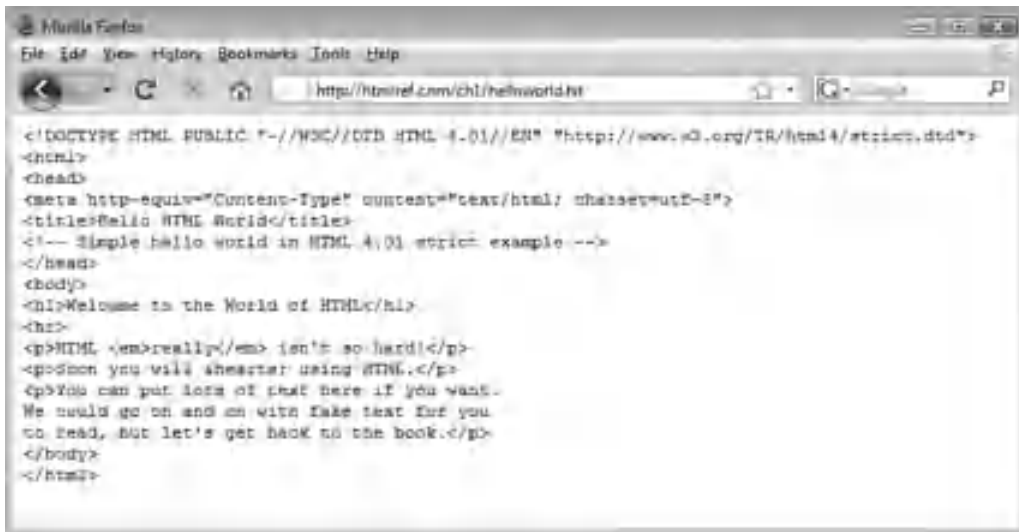 Mozilla Firefox
File Edit View History Bookmarks Tools Help
http://htmlref.com/ch1/helloworld.txt
<!DOCTYPE HTML PUBLIC "-//W3C//DTD HTML 4.01//EN" "http://www.w3.org/TR/html4/strict.dtd">
<html>
<head>
<meta http-equiv="Content-Type" content="text/html; charset=utf-8">
<title>Hello HTML World</title>
<!-- Simple hello world in HTML 4.01 strict example -->
</head>
<body>
<h1>Welcome to the World of HTML</h1>
<hr>
<p>HTML <em>really</em> isn't so hard!</p>
<p>Soon you will using HTML.</p>
<p>You can put lots of text here if you want.
We could go on and on with fake text for you
to read, but let's get back to the book.</p>
</body>
</html>